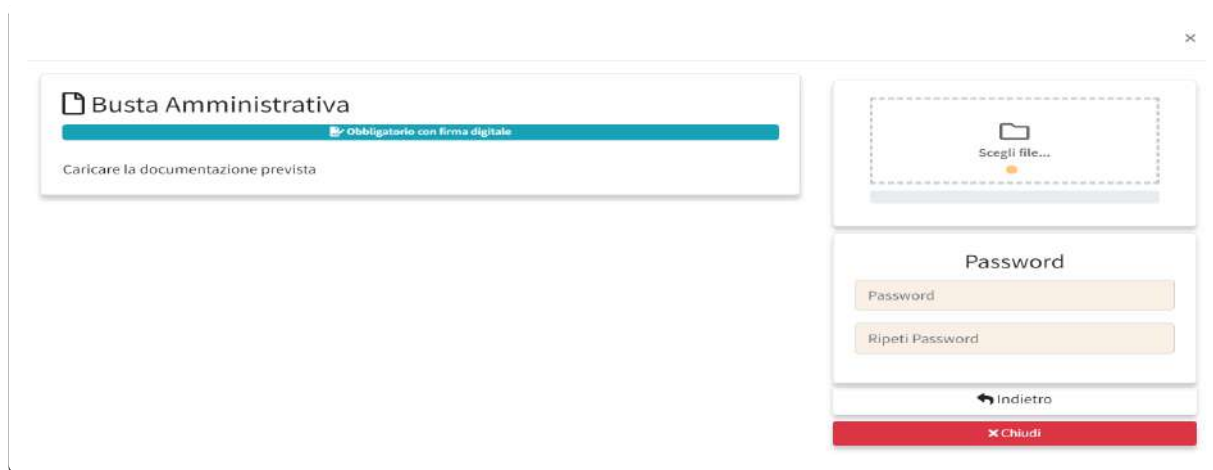 ×
Busta Amministrativa
Obbligatorio con firma digitale
Caricare la documentazione prevista
Scegli file...
Password
Password
Ripeti Password
Indietro
Chiudi